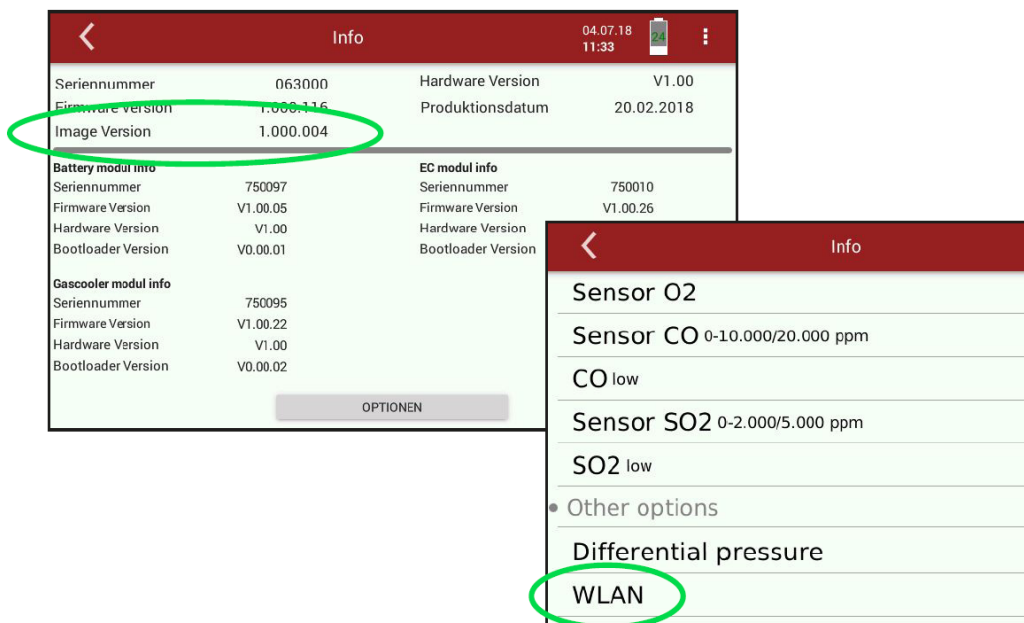 Info
04.07.18
11:33
24
Seriennummer 063000
Hardware Version V1.00
Firmware Version 1.000.116
Produktionsdatum 20.02.2018
Image Version 1.000.004
Battery modul info
Seriennummer 750097
Firmware Version V1.00.05
Hardware Version V1.00
Bootloader Version V0.00.01
EC modul info
Seriennummer 750010
Firmware Version V1.00.26
Hardware Version
Bootloader Version
Gascooler modul info
Seriennummer 750095
Firmware Version V1.00.22
Hardware Version V1.00
Bootloader Version V0.00.02
OPTIONEN
Info
Sensor O2
Sensor CO 0-10.000/20.000 ppm
CO low
Sensor SO2 0-2.000/5.000 ppm
SO2 low
Other options
Differential pressure
WLAN